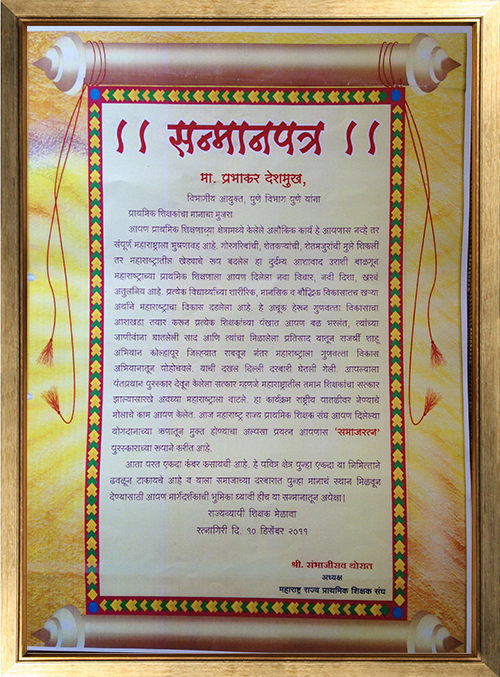 ।। सन्मानपत्र ।।
मा. प्रभाकर देशमुख,
विभागीय आयुक्त, पुणे विभाग पुणे यांना
प्राथमिक शिक्षकांचा मानाचा मुजरा
आपण प्राथमिक शिक्षणाच्या क्षेत्रामध्ये केलेले अलौकिक कार्य हे आपणास नव्हे तर
संपूर्ण महाराष्ट्राला भुषणावह आहे. गोरगरिबांची, शेतकऱ्यांची, शेतमजुरांची मुले शिकली
तर महाराष्ट्रातील खेड्याचे रूप बदलेल हा दुर्दम्य आशावाद उराशी बाळगून
महाराष्ट्राच्या प्राथमिक शिक्षणाला आपण दिलेला नवा विचार, नवी दिशा, खरचं
अतुलनिय आहे. प्रत्येक विद्यार्थ्याच्या शारीरिक, मानसिक व बौद्धिक विकासातच खऱ्या
अर्थाने महाराष्ट्राचा विकास दडलेला आहे. हे अचूक हेरून गुणवत्ता विकासाचा
आराखडा तयार करून प्रत्येक शिक्षकांच्या पंखात आपण बळ भरलंत, त्यांच्या
जाणीवांना घातलेली साद आणि त्यांचा मिळालेला प्रतिसाद यातून राजर्षी शाहू
अभियान कोल्हापूर जिल्ह्यात राबवून नंतर महाराष्ट्राला गुणवत्ता विकास
अभियानातून पोहोचवले. याची दखल दिल्ली दरबारी घेतली गेली. आपल्याला
पंतप्रधान पुरस्कार देवून केलेला सत्कार म्हणजे महाराष्ट्रातील तमाम शिक्षकांचा सत्कार
झाल्यासारखे अवघ्या महाराष्ट्राला वाटले. हा कार्यक्रम राष्ट्रीय पातळीवर नेण्याचे
मोलाचे काम आपण केलेत. आज महाराष्ट्र राज्य प्राथमिक शिक्षक संघ आपण दिलेल्या
योगदानाच्या ऋणातून मुक्त होण्याचा अल्पसा प्रयत्न आपणास 'समाजरत्न'
पुरस्काराच्या रूपाने करीत आहे.
आता परत एकदा कंबर कसायची आहे. हे पवित्र क्षेत्र पुन्हा एकदा या निमित्ताने
ढवळून टाकायचे आहे व याला समाजाच्या दरबारात पुन्हा मानाचं स्थान मिळवून
देण्यासाठी आपण मार्गदर्शकाची भुमिका घ्यावी हीच या सन्मानातून अपेक्षा।
राज्यव्यापी शिक्षक मेळावा
रत्नागिरी दि. १० डिसेंबर २०११
श्री. संभाजीराव थोरात
अध्यक्ष
महाराष्ट्र राज्य प्राथमिक शिक्षक संघ